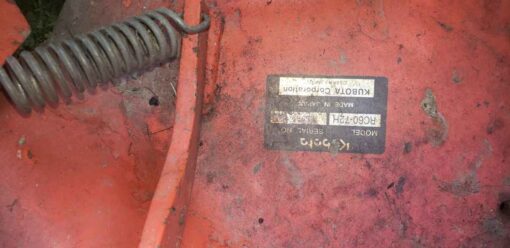 Kubota
MODEL SERIAL NO.
RC60-72H
MADE IN JAPAN
KUBOTA Corporation